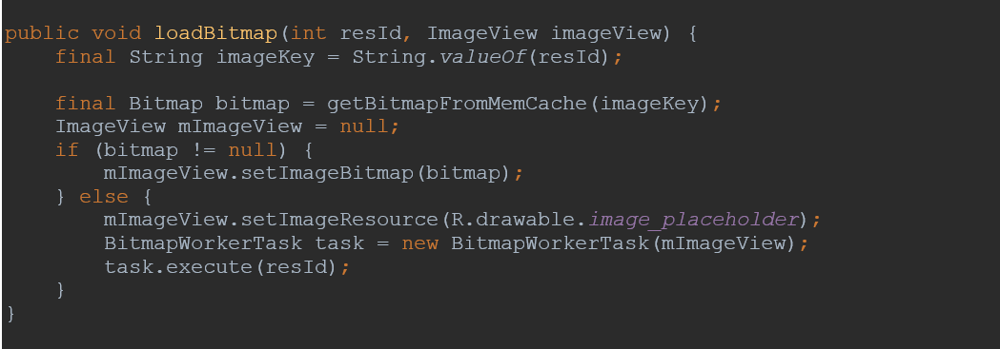 public void loadBitmap(int resId, ImageView imageView) {
    final String imageKey = String.valueOf(resId);

    final Bitmap bitmap = getBitmapFromMemCache(imageKey);
    ImageView mImageView = null;
    if (bitmap != null) {
        mImageView.setImageBitmap(bitmap);
    } else {
        mImageView.setImageResource(R.drawable.image_placeholder);
        BitmapWorkerTask task = new BitmapWorkerTask(mImageView);
        task.execute(resId);
    }
}